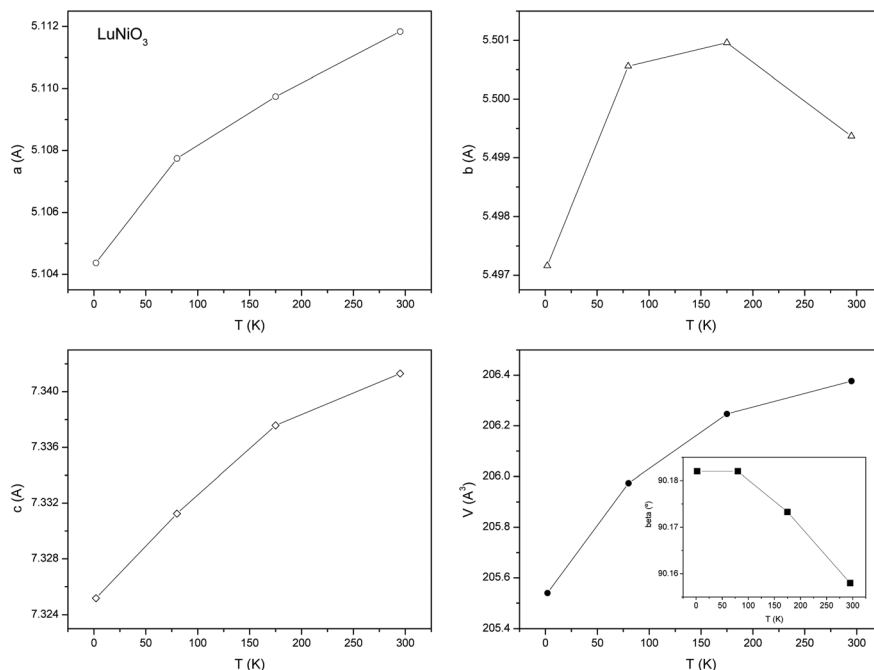 LuNiO3
5.112
5.110
5.108
5.106
5.104
a (A)
0 50 100 150 200 250 300
T (K)
5.501
5.500
5.499
5.498
5.497
b (A)
0 50 100 150 200 250 300
T (K)
7.340
7.336
7.332
7.328
7.324
c (A)
0 50 100 150 200 250 300
T (K)
206.4
206.2
206.0
205.8
205.6
205.4
V (A3)
0 50 100 150 200 250 300
T (K)
90.18
90.17
90.16
beta (º)
0 50 100 150 200 250 300
T (K)